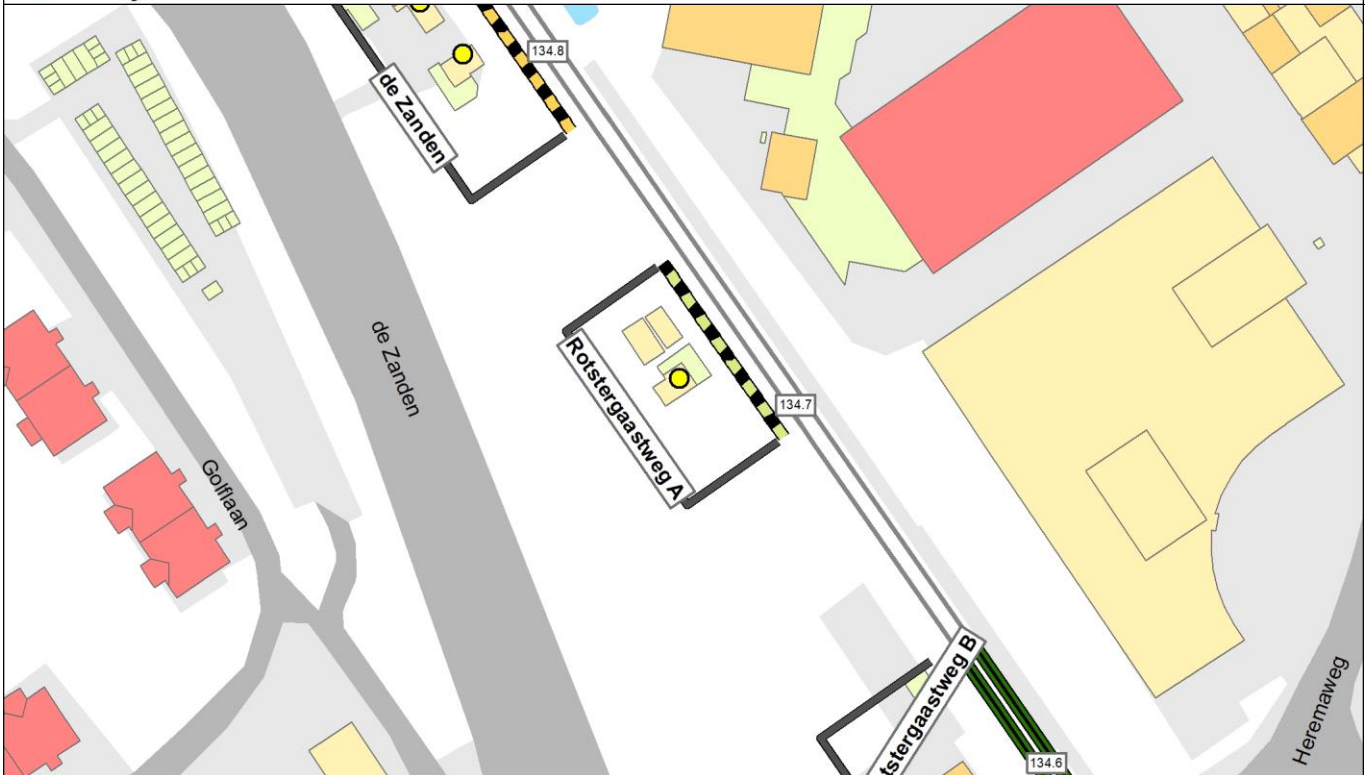 134.8
de Zanden
de Zanden
Rotstergaastweg A
134.7
Golflaan
stergaastweg B
Heremaweg
134.6